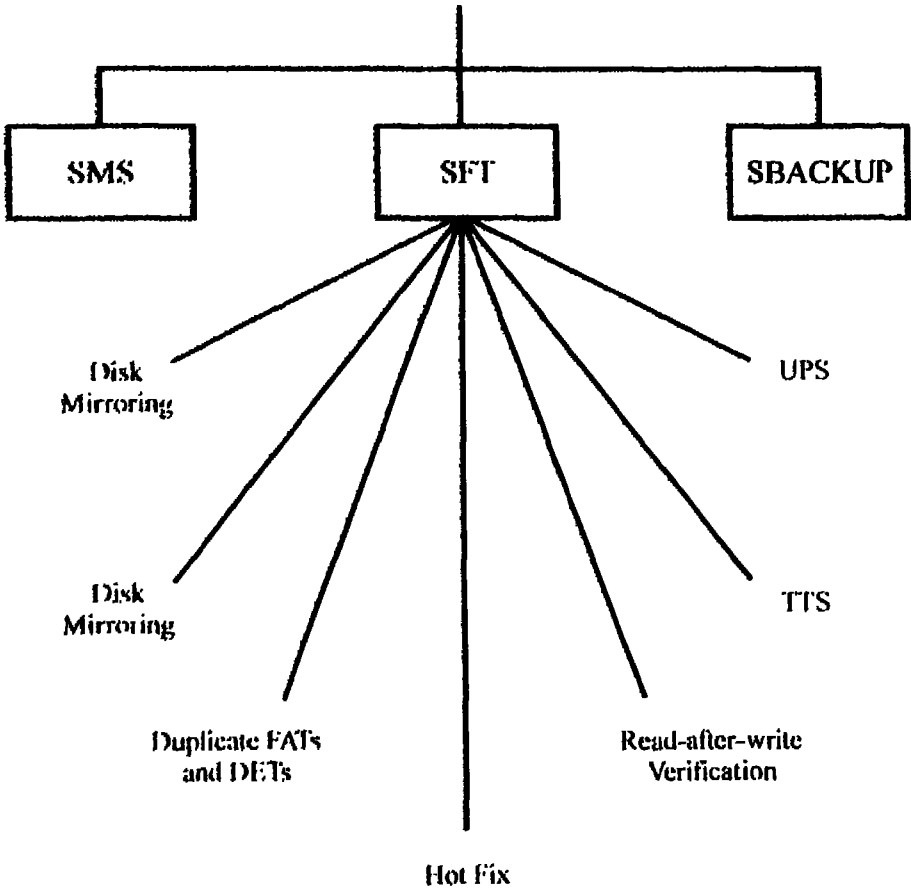 SMS
SFT
SBACKUP
Disk
Mirroring
UPS
Disk
Mirroring
TTS
Duplicate FATs
and DETs
Read-after-write
Verification
Hot Fix